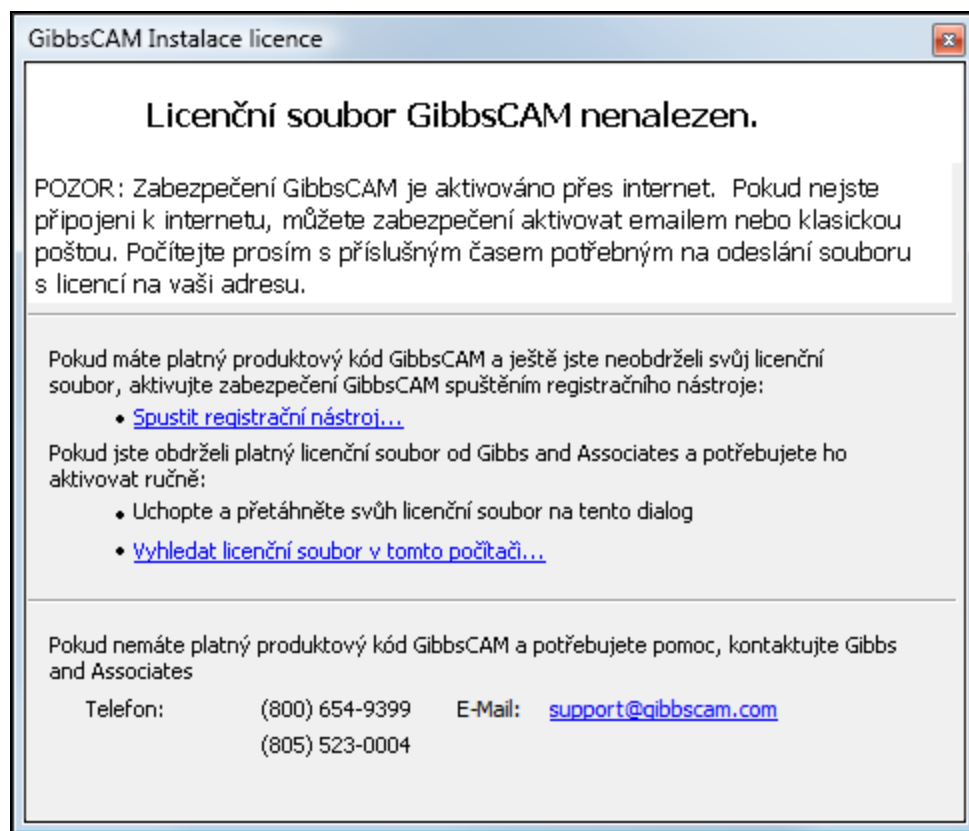 GibbsCAM Instalace licence
Licenční soubor GibbsCAM nenalezen.
POZOR: Zabezpečení GibbsCAM je aktivováno přes internet. Pokud nejste
připojeni k internetu, můžete zabezpečení aktivovat emailem nebo klasickou
poštou. Počítejte prosím s příslušným časem potřebným na odeslání souboru
s licencí na vaši adresu.
Pokud máte platný produktový kód GibbsCAM a ještě jste neobdrželi svůj licenční
soubor, aktivujte zabezpečení GibbsCAM spuštěním registračního nástroje:
• Spustit registrační nástroj...
Pokud jste obdrželi platný licenční soubor od Gibbs and Associates a potřebujete ho
aktivovat ručně:
• Uchopte a přetáhněte svůh licenční soubor na tento dialog
• Vyhledat licenční soubor v tomto počítači...
Pokud nemáte platný produktový kód GibbsCAM a potřebujete pomoc, kontaktujte Gibbs
and Associates
Telefon: (800) 654-9399 E-Mail: support@gibbscam.com
(805) 523-0004